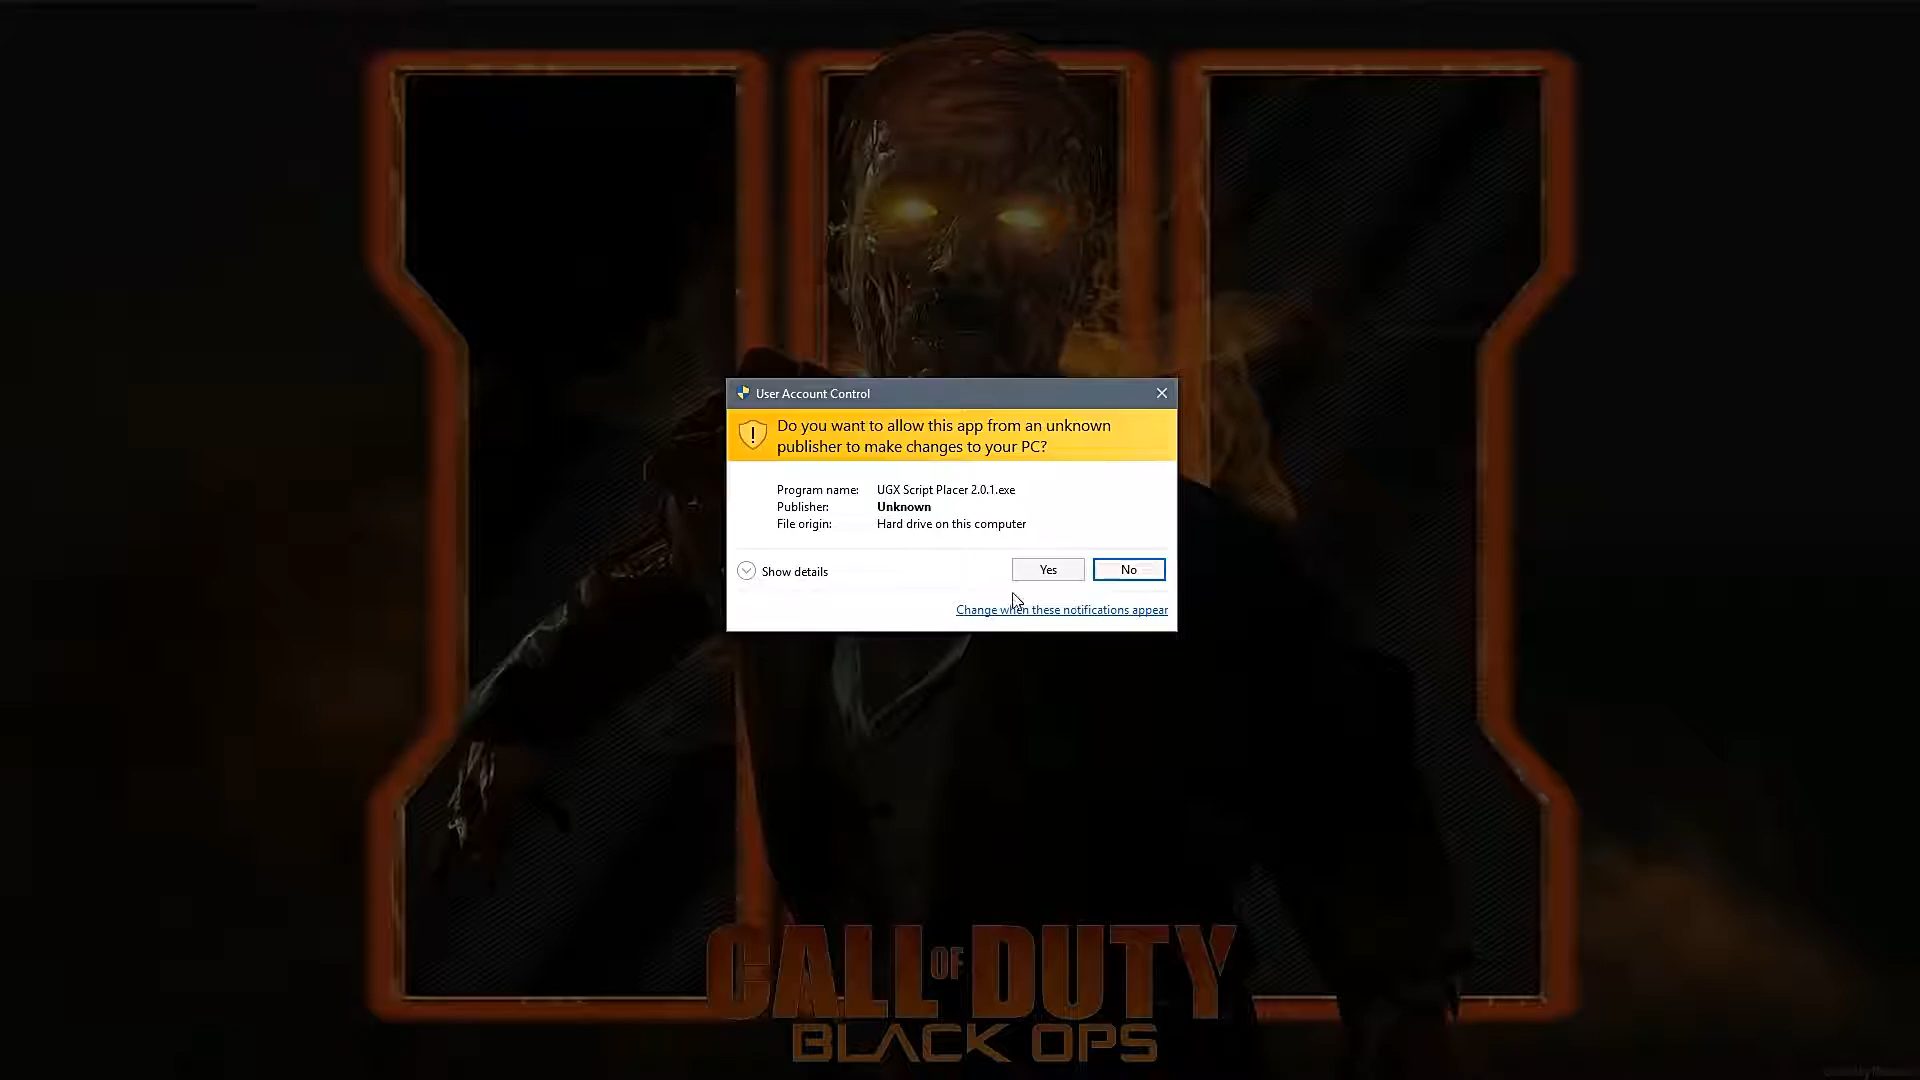 User Account Control
Do you want to allow this app from an unknown
publisher to make changes to your PC?
Program name: UGX Script Placer 2.0.1.exe
Publisher: Unknown
File origin: Hard drive on this computer
Show details
Yes
No
Change when these notifications appear
CALL OF DUTY
BLACK OPS